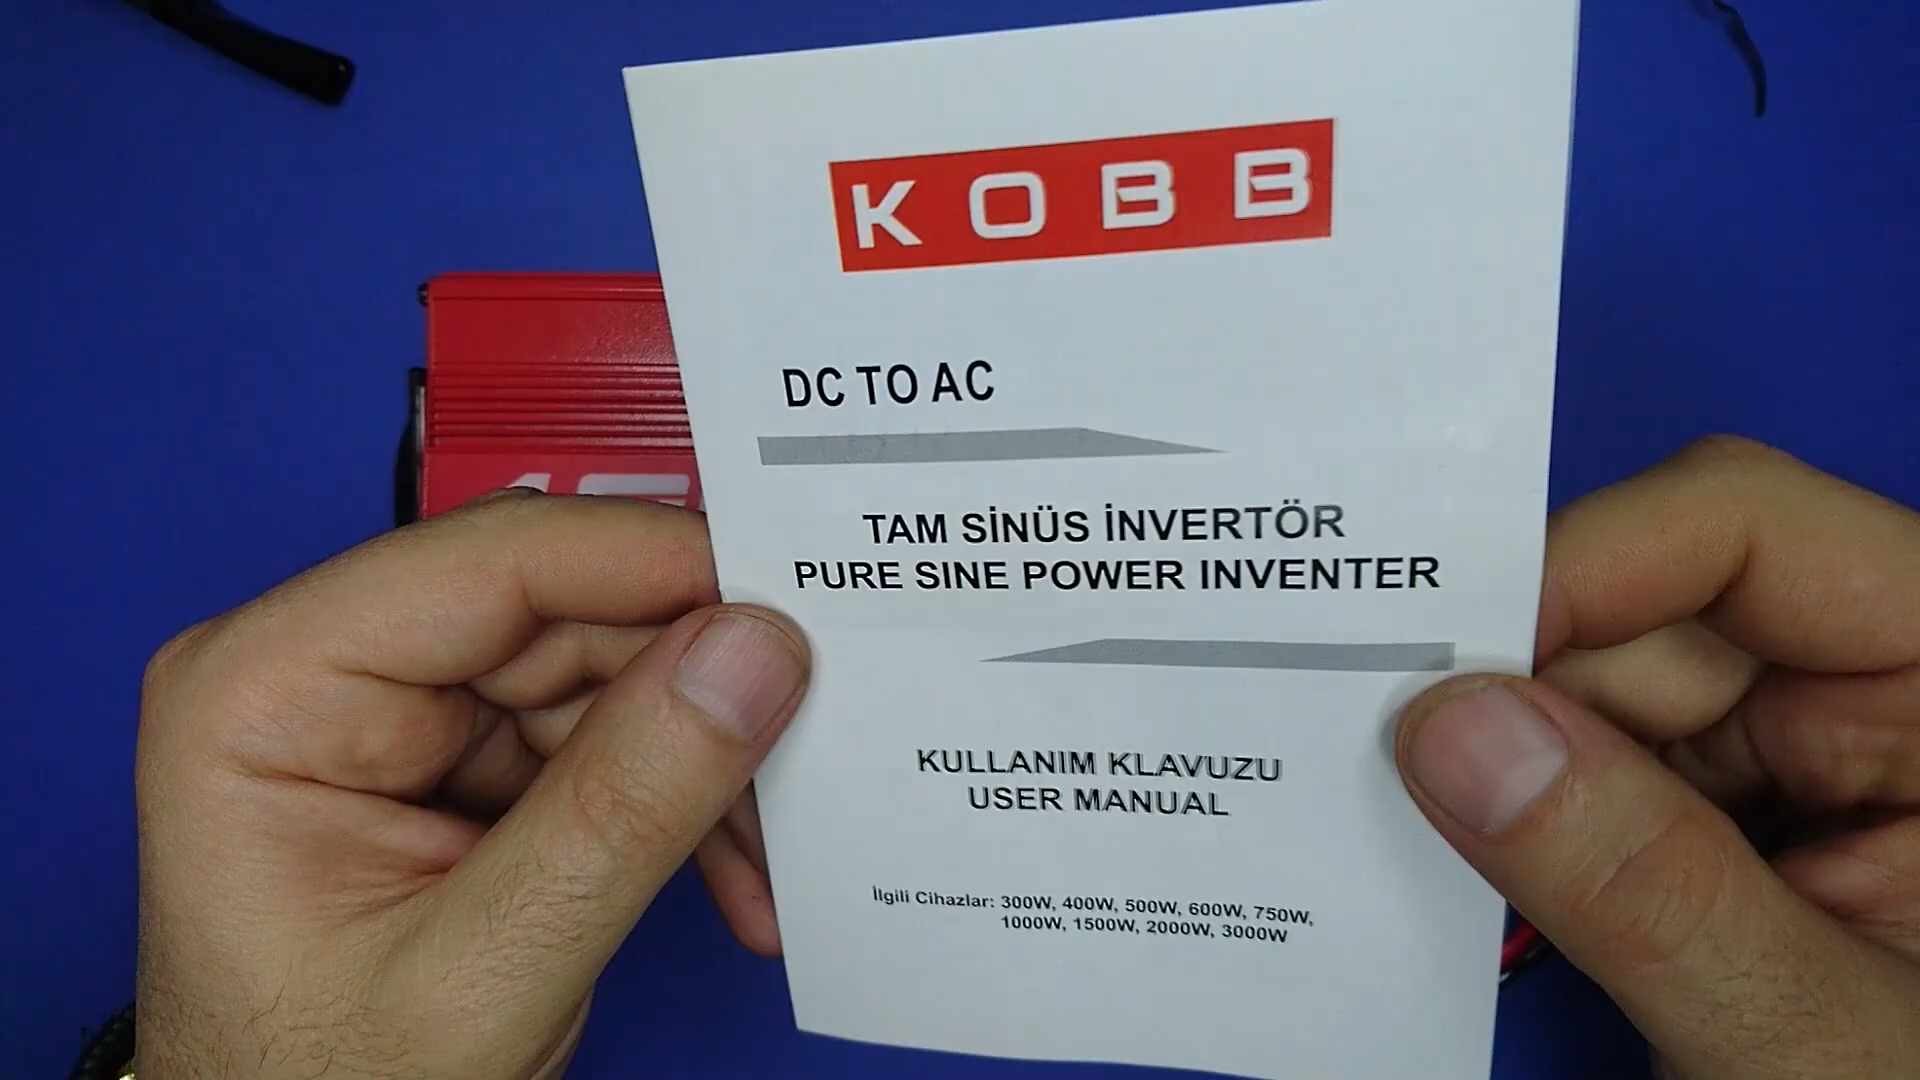 KOBB
DC TO AC
TAM SİNÜS İNVERTÖR
PURE SINE POWER INVENTER
KULLANIM KLAVUZU
USER MANUAL
İlgili Cihazlar: 300W, 400W, 500W, 600W, 750W,
1000W, 1500W, 2000W, 3000W